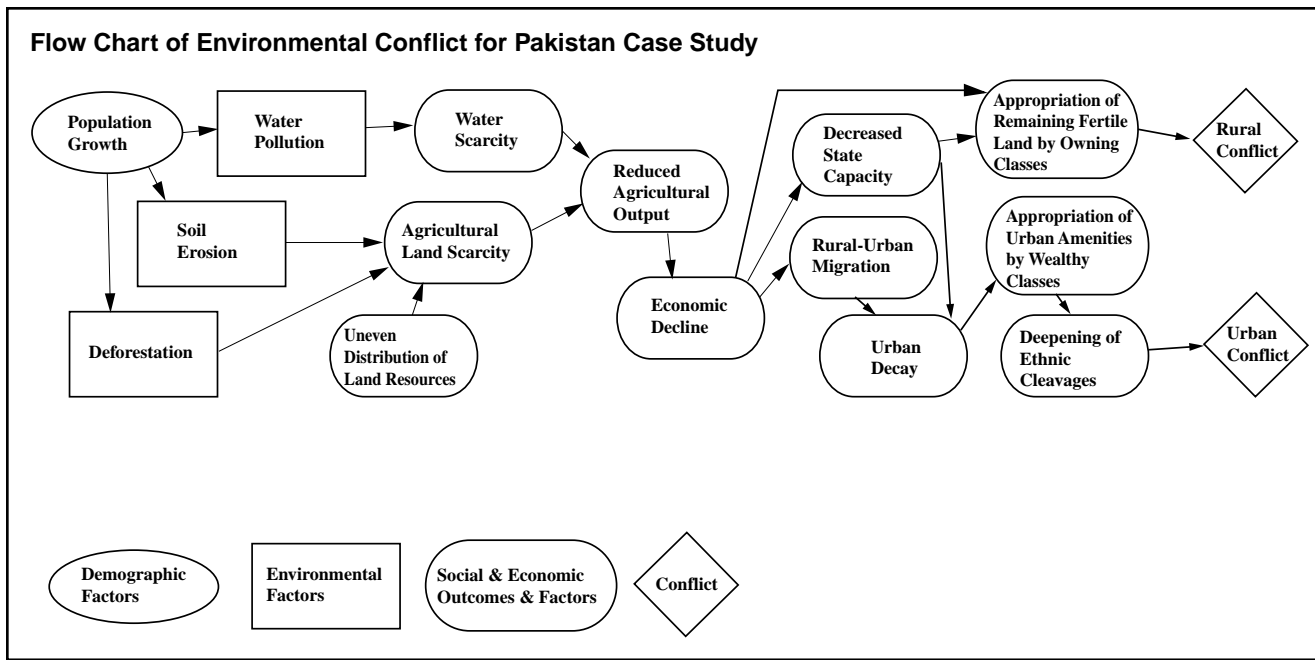 Flow Chart of Environmental Conflict for Pakistan Case Study
Population
Growth
Water
Pollution
Water
Scarcity
Soil
Erosion
Agricultural
Land Scarcity
Deforestation
Uneven
Distribution of
Land Resources
Reduced
Agricultural
Output
Economic
Decline
Decreased
State
Capacity
Rural-Urban
Migration
Urban
Decay
Appropriation of
Remaining Fertile
Land by Owning
Classes
Appropriation of
Urban Amenities
by Wealthy
Classes
Deepening of
Ethnic
Cleavages
Rural
Conflict
Urban
Conflict
Demographic
Factors
Environmental
Factors
Social & Economic
Outcomes & Factors
Conflict